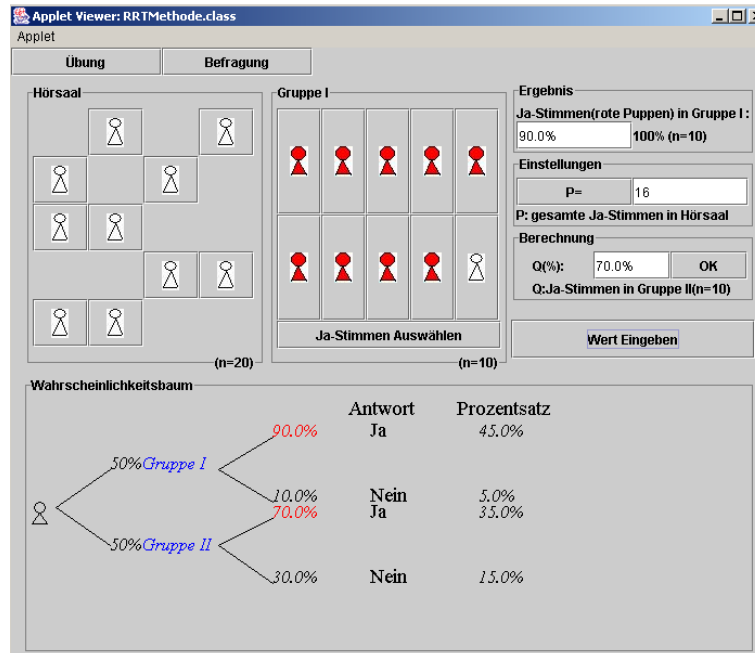 Applet Viewer: RRTMethode.class
Applet
Übung Befragung
Hörsaal
(n=20)
Gruppe I
Ja-Stimmen Auswählen
(n=10)
Ergebnis
Ja-Stimmen(rote Puppen) in Gruppe I :
90.0% 100% (n=10)
Einstellungen
P= 16
P: gesamte Ja-Stimmen in Hörsaal
Berechnung
Q(%): 70.0% OK
Q:Ja-Stimmen in Gruppe II(n=10)
Wert Eingeben
Wahrscheinlichkeitsbaum
Antwort Prozentsatz
90.0% Ja 45.0%
50%Gruppe I
10.0% Nein 5.0%
70.0% Ja 35.0%
50%Gruppe II
30.0% Nein 15.0%